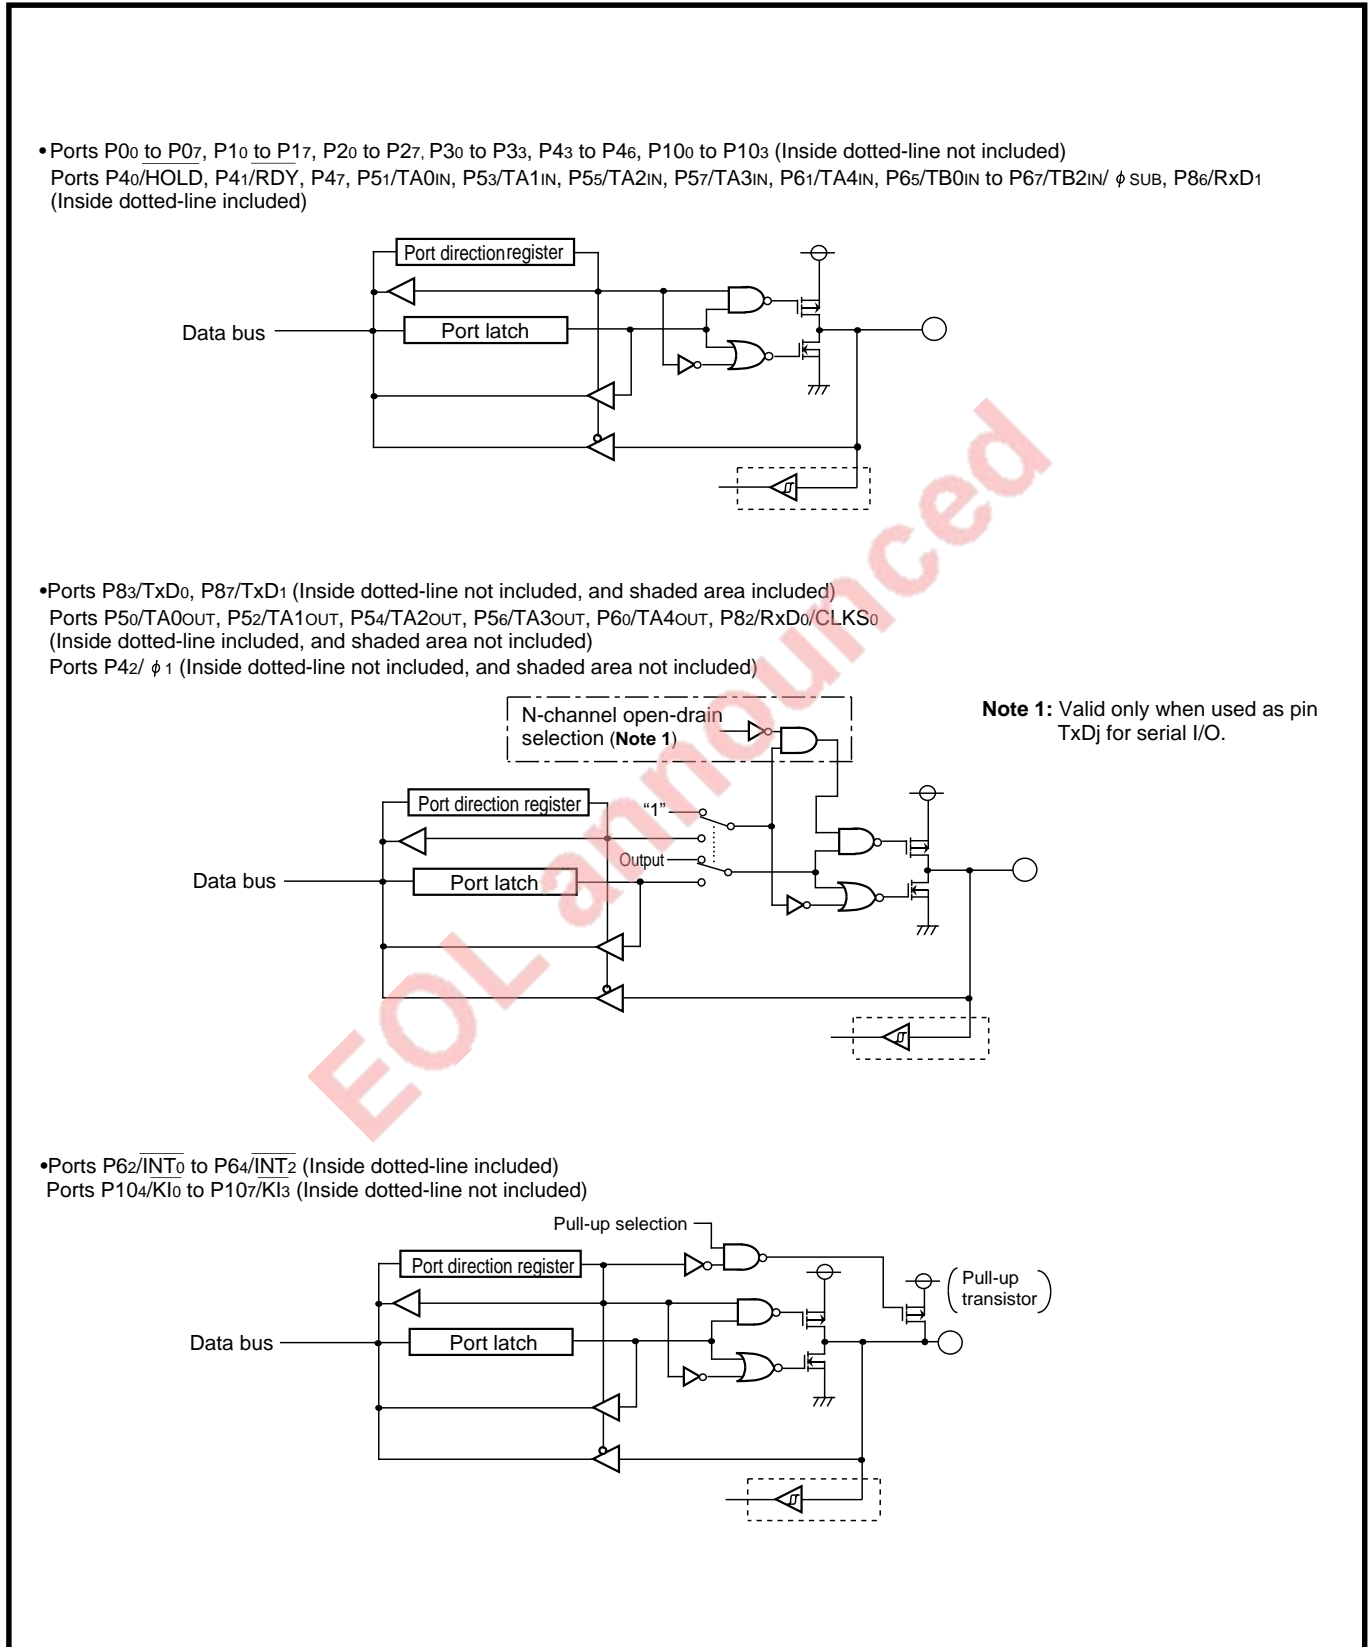 •Ports P00 to P07, P10 to P17, P20 to P27, P30 to P33, P43 to P46, P100 to P103 (Inside dotted-line not included)
Ports P40/HOLD, P41/RDY, P47, P51/TA0IN, P53/TA1IN, P55/TA2IN, P57/TA3IN, P61/TA4IN, P65/TB0IN to P67/TB2IN/ ϕ SUB, P86/RxD1
(Inside dotted-line included)
Port direction register
Data bus
Port latch
•Ports P83/TxD0, P87/TxD1 (Inside dotted-line not included, and shaded area included)
Ports P50/TA0OUT, P52/TA1OUT, P54/TA2OUT, P56/TA3OUT, P60/TA4OUT, P82/RxD0/CLKS0
(Inside dotted-line included, and shaded area not included)
Ports P42/ ϕ 1 (Inside dotted-line not included, and shaded area not included)
N-channel open-drain
selection (Note 1)
Note 1: Valid only when used as pin
TxDj for serial I/O.
Port direction register
“1”
Output
Data bus
Port latch
EOL announced
•Ports P62/INT0 to P64/INT2 (Inside dotted-line included)
Ports P104/KI0 to P107/KI3 (Inside dotted-line not included)
Pull-up selection
Port direction register
Pull-up
transistor
Data bus
Port latch